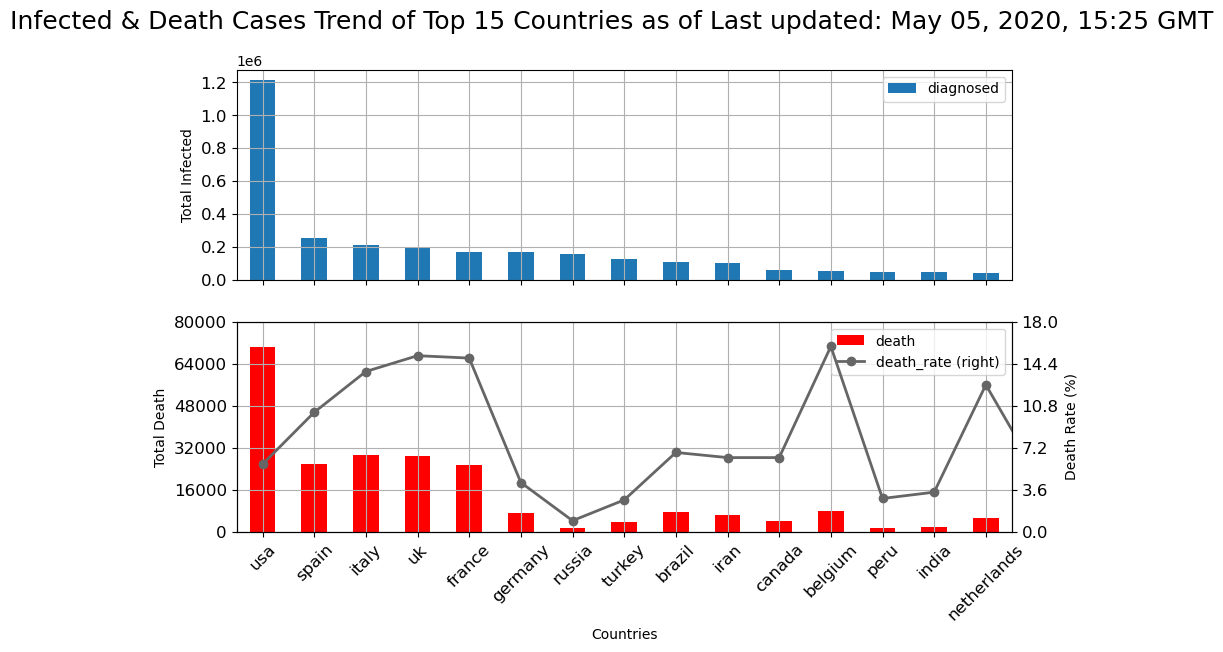 Infected & Death Cases Trend of Top 15 Countries as of Last updated: May 05, 2020, 15:25 GMT
1e6
1.2
1.0
0.8
0.6
0.4
0.2
0.0
Total Infected
diagnosed
80000
64000
48000
32000
16000
0
Total Death
death
death_rate (right)
18.0
14.4
10.8
7.2
3.6
0.0
Death Rate (%)
usa
spain
italy
uk
france
germany
russia
turkey
brazil
iran
canada
belgium
peru
india
netherlands
Countries